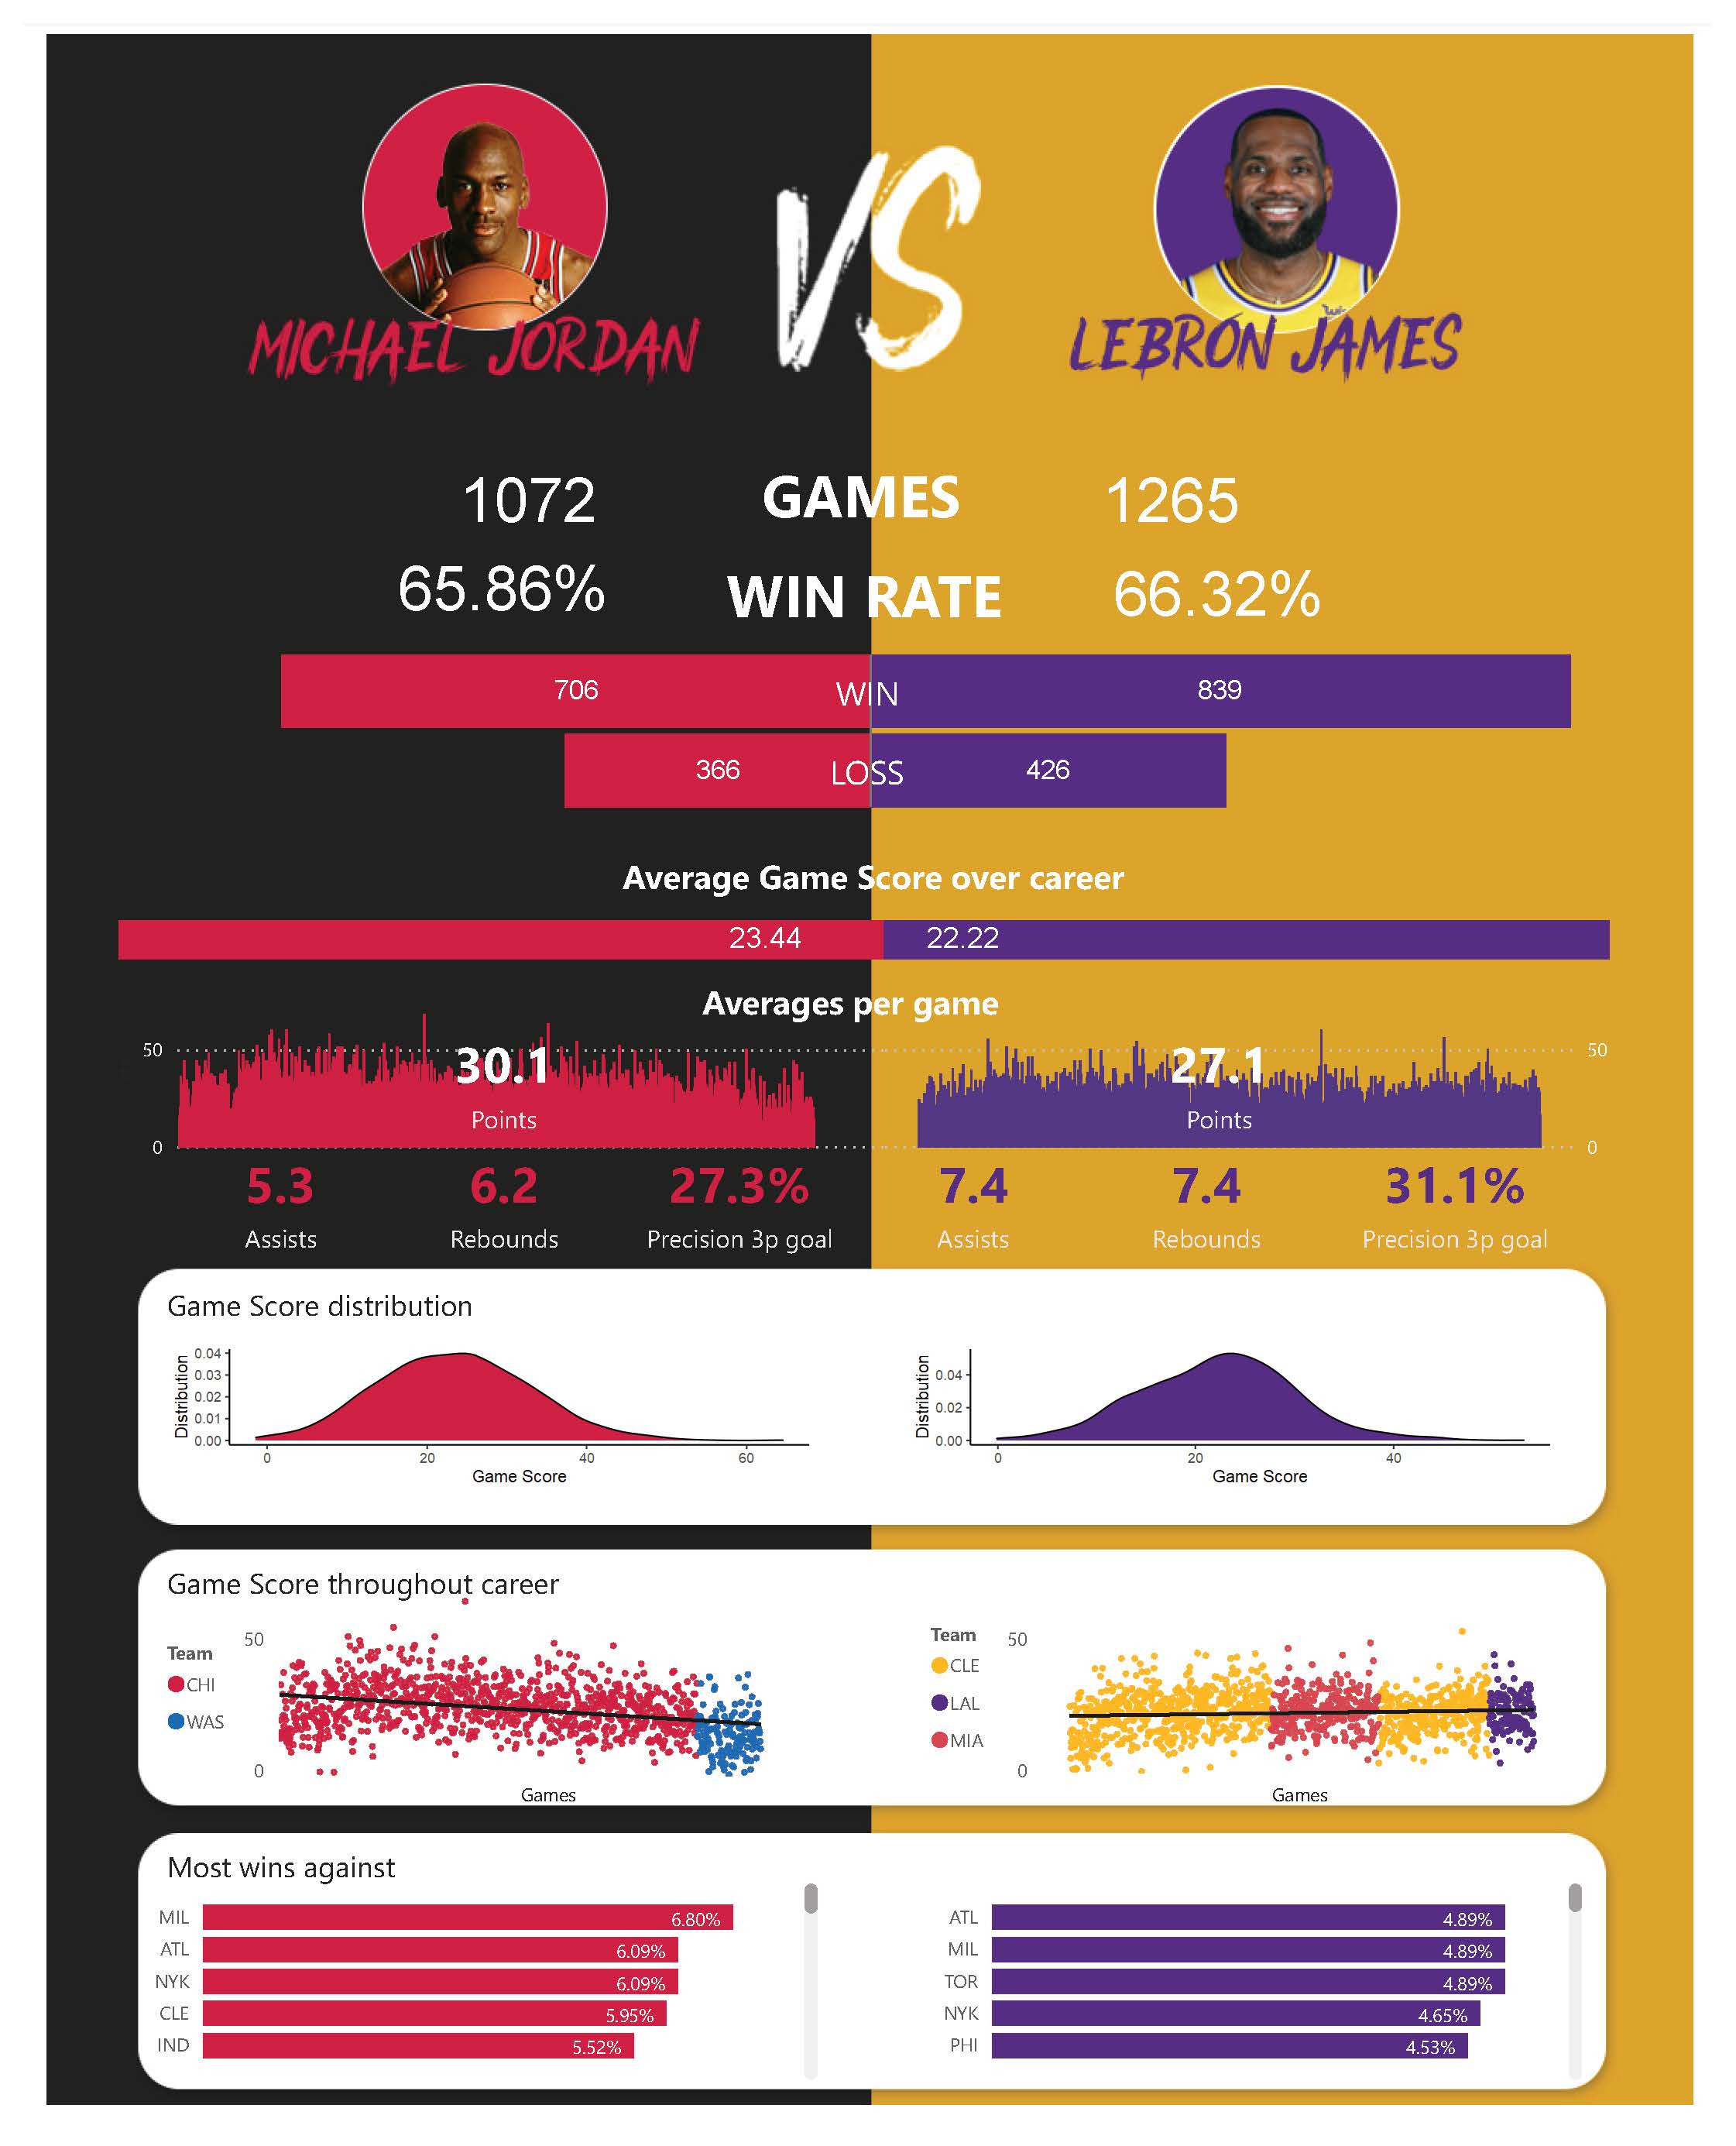 VS
MICHAEL JORDAN
LEBRON JAMES
1072 GAMES 1265
65.86% WIN RATE 66.32%
706 WIN 839
366 LOSS 426
Average Game Score over career
23.44 22.22
Averages per game
50
30.1
Points
0
50
27.1
Points
0
5.3 6.2 27.3%
Assists Rebounds Precision 3p goal
7.4 7.4 31.1%
Assists Rebounds Precision 3p goal
Game Score distribution
Distribution
0.04
0.03
0.02
0.01
0.00
0 20 40 60
Game Score
Distribution
0.04
0.02
0.00
0 20 40
Game Score
Game Score throughout career
Team
CHI
WAS
50
0
Games
Team
CLE
LAL
MIA
50
0
Games
Most wins against
MIL 6.80%
ATL 6.09%
NYK 6.09%
CLE 5.95%
IND 5.52%
ATL 4.89%
MIL 4.89%
TOR 4.89%
NYK 4.65%
PHI 4.53%